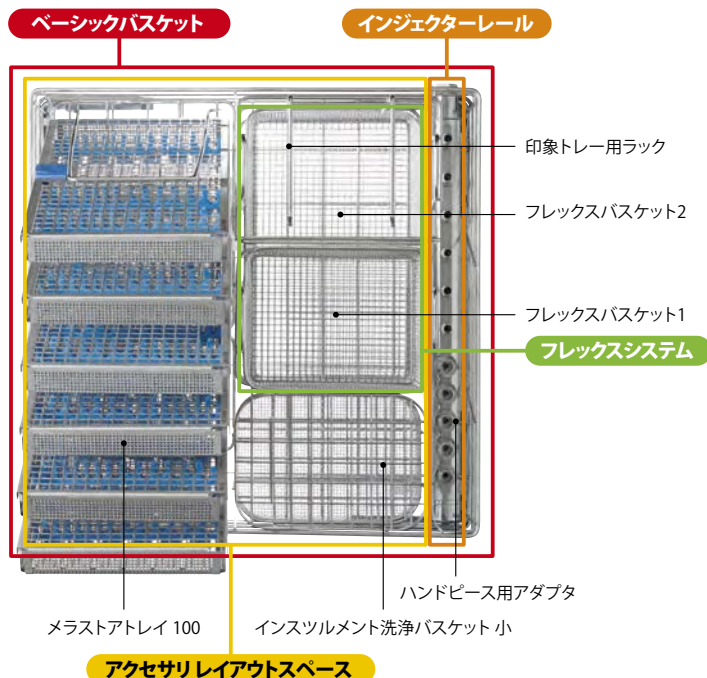 ベーシックバスケット
インジェクターレール
印象トレー用ラック
フレックスバスケット2
フレックスバスケット1
フレックスシステム
ハンドピース用アダプタ
メラストアトレイ 100
インスツルメント洗浄バスケット 小
アクセサリ レイアウトスペース